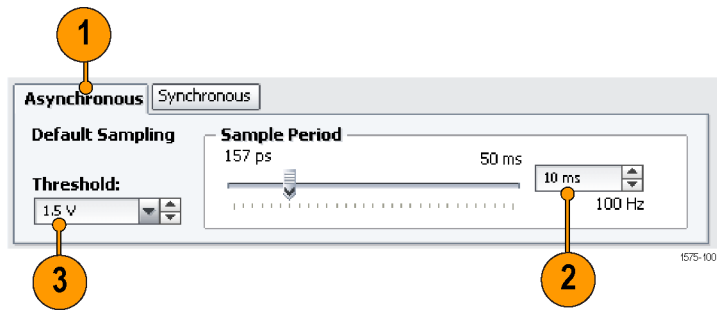 1
Asynchronous Synchronous
Default Sampling
Sample Period
157 ps 50 ms
Threshold:
10 ms
1.5 V
100 Hz
1575-100
3
2